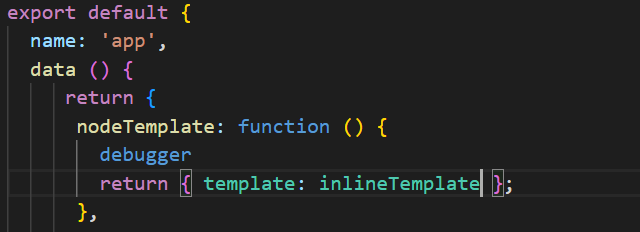 export default {
name: 'app',
data () {
return {
nodeTemplate: function () {
debugger
return { template: inlineTemplate };
},